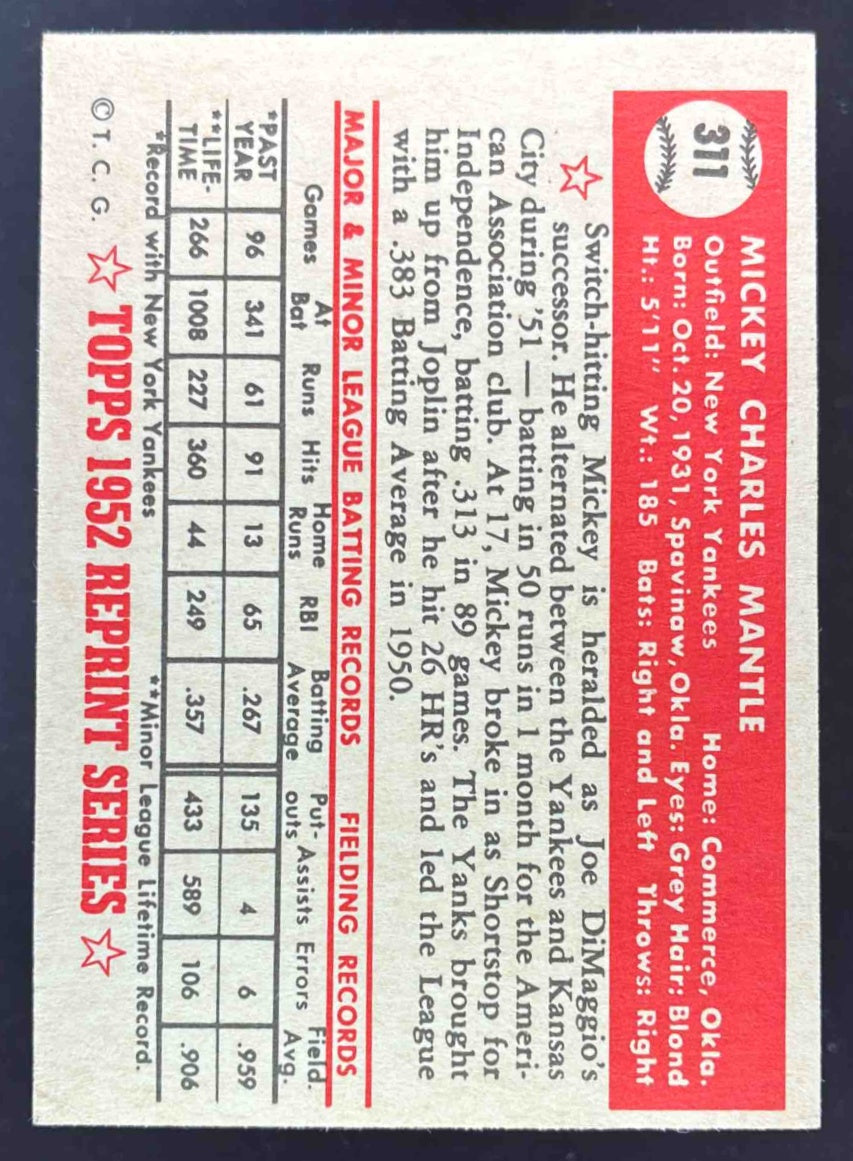 311
MICKEY CHARLES MANTLE
Outfield: New York Yankees Home: Commerce, Okla.
Born: Oct. 20, 1931, Spavinaw, Okla. Eyes: Grey Hair: Blond
Ht.: 5'11" Wt.: 185 Bats: Right and Left Throws: Right
Switch-hitting Mickey is heralded as Joe DiMaggio's
successor. He alternated between the Yankees and Kansas
City during '51 — batting in 50 runs in 1 month for the Ameri-
can Association club. At 17, Mickey broke in as Shortstop for
Independence, batting .313 in 89 games. The Yanks brought
him up from Joplin after he hit 26 HR's and led the League
with a .383 Batting Average in 1950.
MAJOR & MINOR LEAGUE BATTING RECORDS FIELDING RECORDS
Games At Bat Runs Hits Home Runs RBI Batting Average Put-outs Assists Errors Field. Avg.
*PAST YEAR 96 341 61 91 13 65 .267 135 4 6 .959
**LIFE-TIME 266 1008 227 360 44 249 .357 433 589 106 .906
*Record with New York Yankees **Minor League Lifetime Record.
© T. C. G. TOPPS 1952 REPRINT SERIES